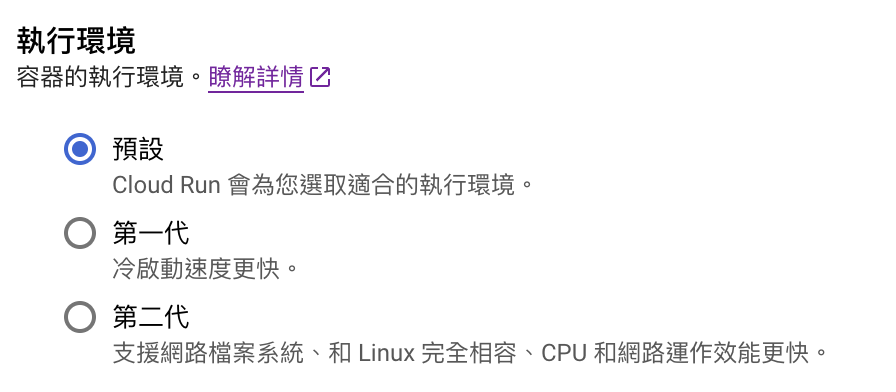 執行環境
容器的執行環境。瞭解詳情
預設
Cloud Run 會為您選取適合的執行環境。
第一代
冷啟動速度更快。
第二代
支援網路檔案系統、和 Linux 完全相容、CPU 和網路運作效能更快。